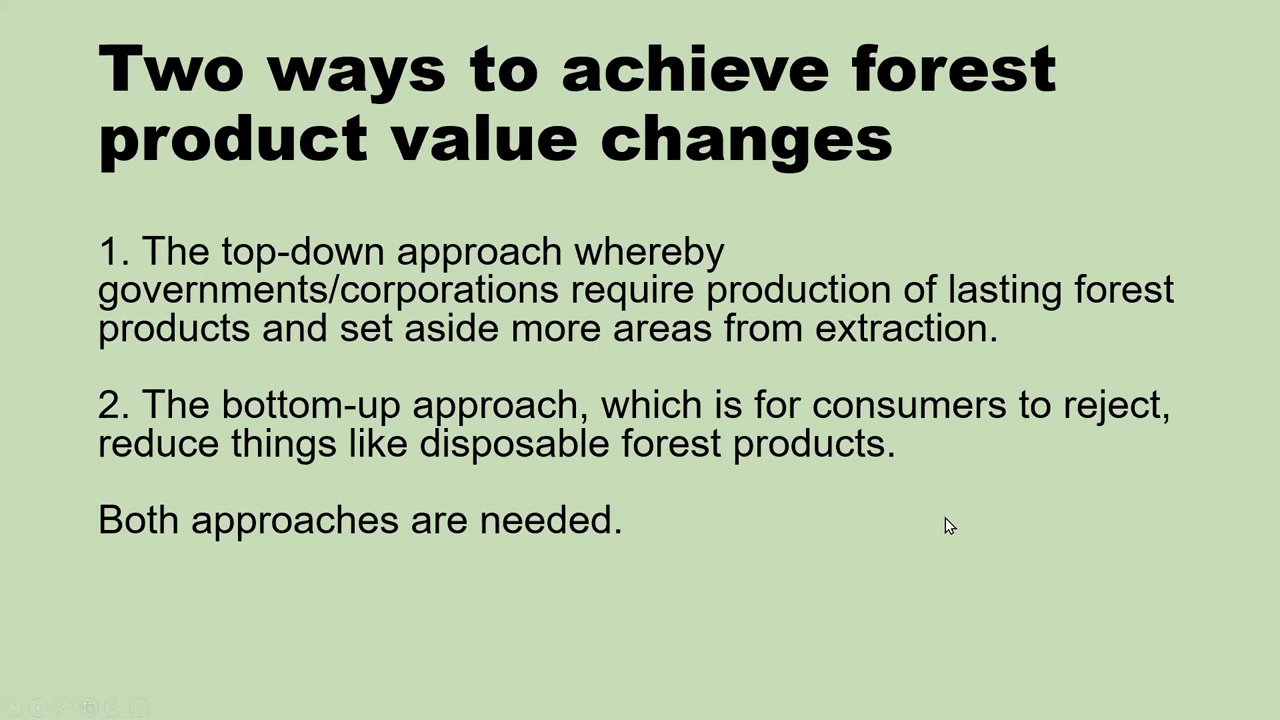 Two ways to achieve forest
product value changes
1. The top-down approach whereby
governments/corporations require production of lasting forest
products and set aside more areas from extraction.
2. The bottom-up approach, which is for consumers to reject,
reduce things like disposable forest products.
Both approaches are needed.